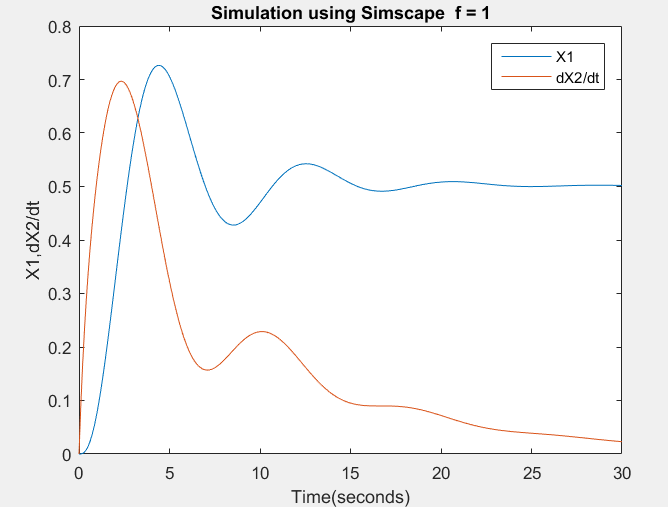 Simulation using Simscape f = 1
X1
dX2/dt
0.8
0.7
0.6
0.5
0.4
0.3
0.2
0.1
0
X1,dX2/dt
0 5 10 15 20 25 30
Time(seconds)